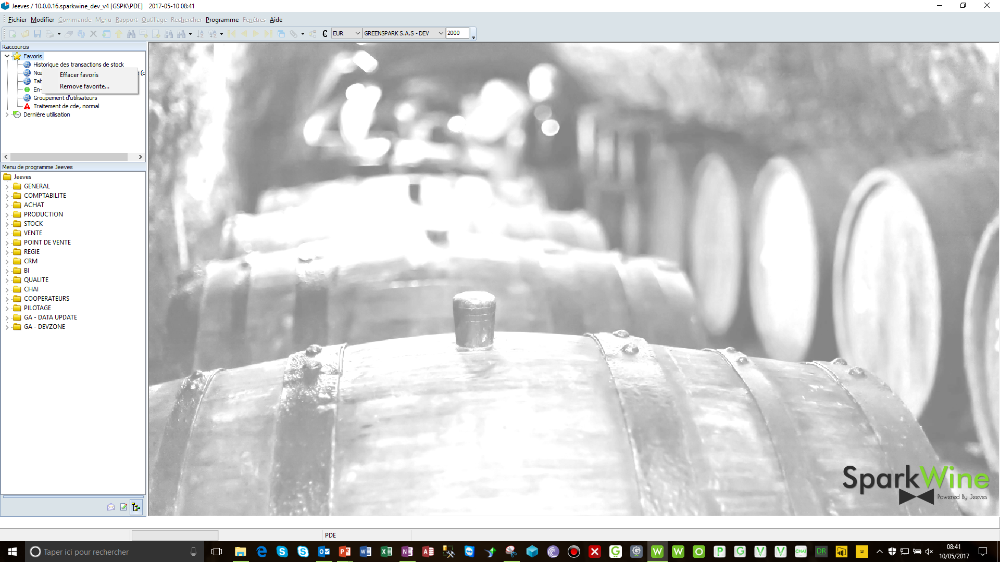 Jeeves / 10.0.0.16.sparkwine_dev_v4 [GSPK\PDE]    2017-05-10 08:41
Fichier Modifier Commande Menu Rapport Outillage Rechercher Programme Fenêtres Aide
€ EUR GREENSPARK S.A.S - DEV 2000
Raccourcis
Favoris
Historique des transactions de stock
Effacer favoris
Remove favorite...
En-
Groupement d'utilisateurs
Traitement de cde, normal
Dernière utilisation
Menu de programme Jeeves
Jeeves
GENERAL
COMPTABILITE
ACHAT
PRODUCTION
STOCK
VENTE
POINT DE VENTE
REGIE
CRM
BI
QUALITE
CHAI
COOPERATEURS
PILOTAGE
GA - DATA UPDATE
GA - DEVZONE
SparkWine
Powered By Jeeves
PDE
Taper ici pour rechercher
CHAI
DR
08:41
10/05/2017